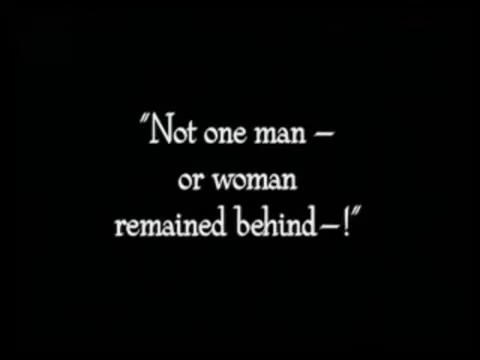 "Not one man –
or woman
remained behind–!"